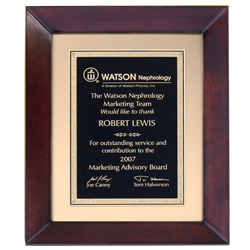 WATSON Nephrology
A Division of Watson Pharma, Inc.
The Watson Nephrology
Marketing Team
Would like to thank
ROBERT LEWIS
For outstanding service and
contribution to the
2007
Marketing Advisory Board
Joe Canny Tom Halvorson